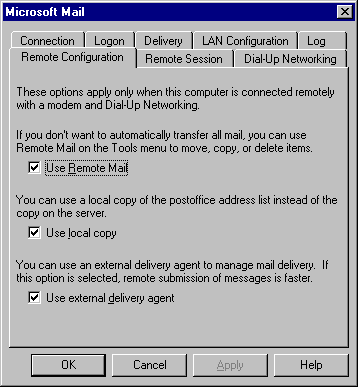 Microsoft Mail
Connection Logon Delivery LAN Configuration Log
Remote Configuration Remote Session Dial-Up Networking
These options apply only when this computer is connected remotely
with a modem and Dial-Up Networking.
If you don't want to automatically transfer all mail, you can use
Remote Mail on the Tools menu to move, copy, or delete items.
Use Remote Mail
You can use a local copy of the postoffice address list instead of the
copy on the server.
Use local copy
You can use an external delivery agent to manage mail delivery. If
this option is selected, remote submission of messages is faster.
Use external delivery agent
OK Cancel Apply Help